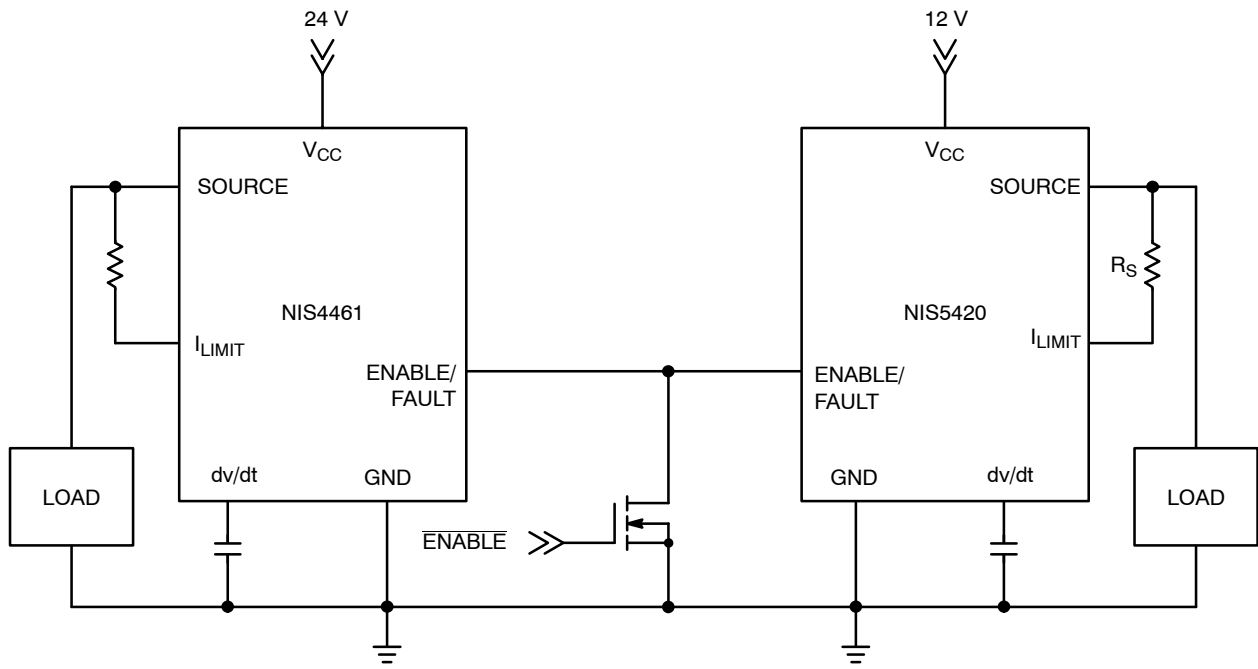 24 V
12 V
VCC
VCC
SOURCE
SOURCE
RS
NIS4461
NIS5420
ILIMIT
ILIMIT
ENABLE/
FAULT
ENABLE/
FAULT
dv/dt
GND
GND
dv/dt
LOAD
LOAD
ENABLE